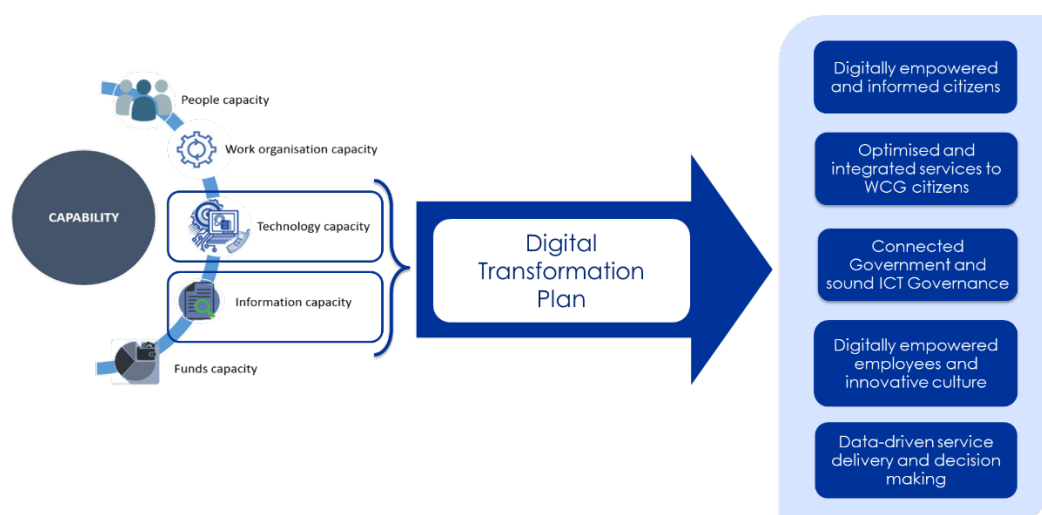 People capacity
Work organisation capacity
CAPABILITY
Technology capacity
Information capacity
Funds capacity
Digital
Transformation
Plan
Digitally empowered
and informed citizens
Optimised and
integrated services to
WCG citizens
Connected
Government and
sound ICT Governance
Digitally empowered
employees and
innovative culture
Data-driven service
delivery and decision
making